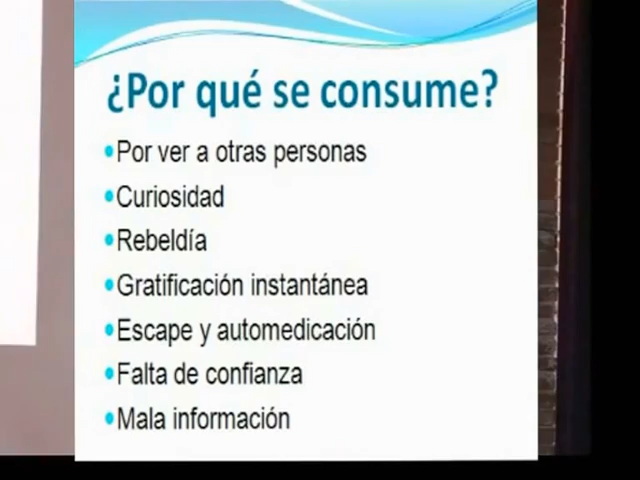 ¿Por qué se consume?
•Por ver a otras personas
•Curiosidad
•Rebeldía
•Gratificación instantánea
•Escape y automedicación
•Falta de confianza
•Mala información